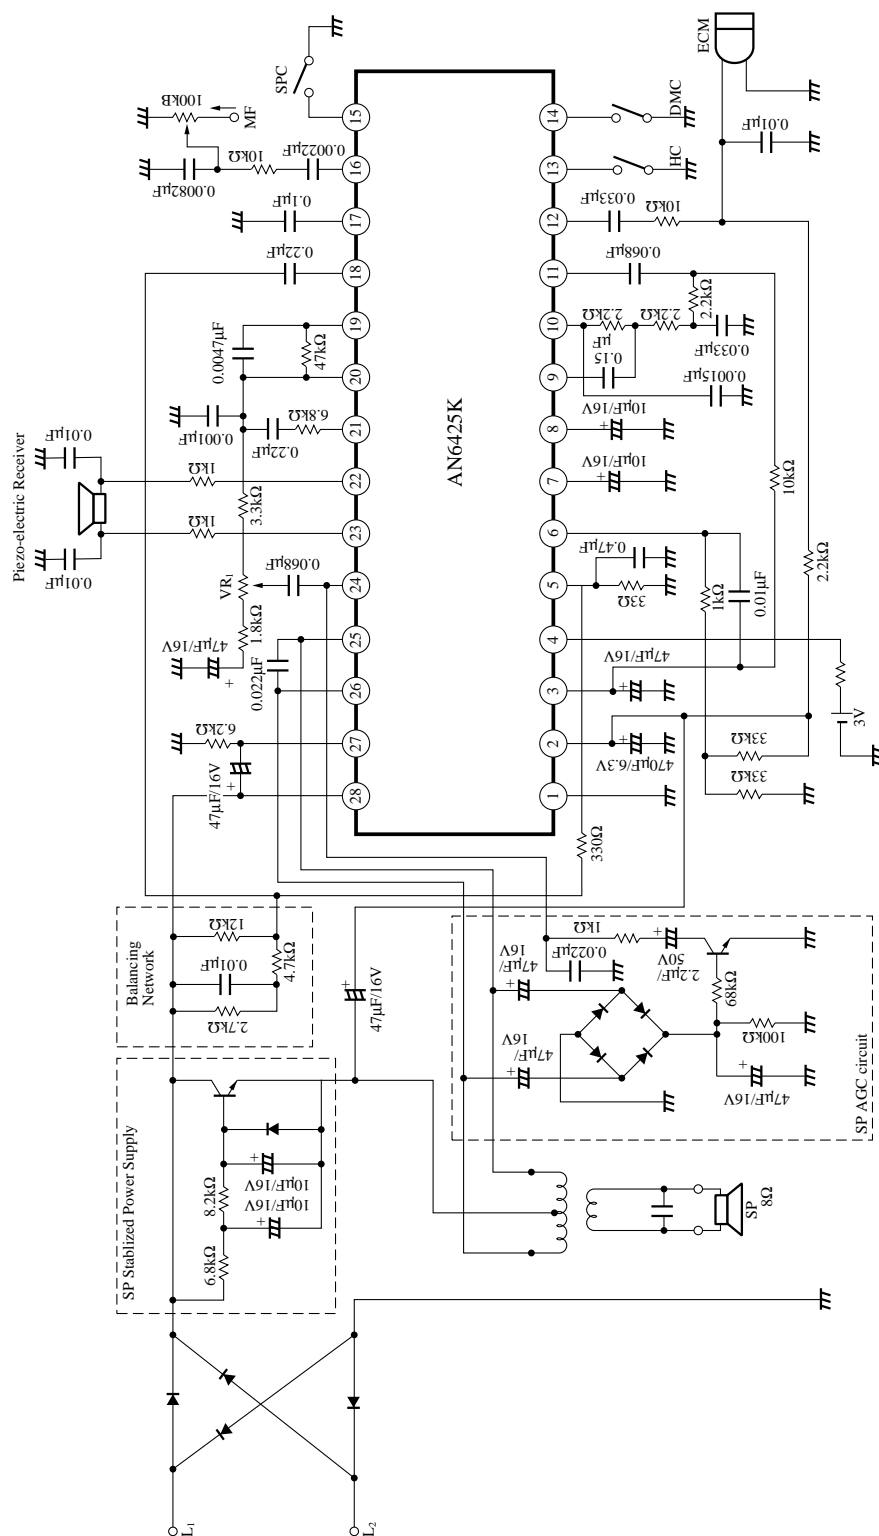 ECM
SPC
100kB
MF
0.0082µF
10kΩ
0.0022µF
0.01µF
DMC
HC
15
16
17
18
19
20
21
22
23
24
25
26
27
28
14
13
12
11
10
9
8
7
6
5
4
3
2
1
AN6425K
0.1µF
0.22µF
0.0047µF
47kΩ
0.001µF
0.22µF
6.8kΩ
Piezo-electric Receiver
0.01µF
0.01µF
1kΩ
1kΩ
3.3kΩ
VR₁
0.068µF
1.8kΩ
47µF/16V
0.022µF
6.2kΩ
47µF/16V
0.033µF
10kΩ
0.068µF
2.2kΩ
2.2kΩ
2.2kΩ
µF
0.15
0.033µF
0.0015µF
10µF/16V
10µF/16V
10kΩ
0.47µF
33Ω
1kΩ
0.01µF
2.2kΩ
47µF/16V
470µF/6.3V
33kΩ
33kΩ
3V
330Ω
Balancing
Network
12kΩ
0.01µF
4.7kΩ
2.7kΩ
47µF/16V
SP Stablized Power Supply
8.2kΩ
10µF/16V
10µF/16V
6.8kΩ
1kΩ
0.022µF
2.2µF/
50V
47µF/
16V
47µF/
16V
68kΩ
100kΩ
47µF/16V
SP AGC circuit
SP
8Ω
L₁
L₂